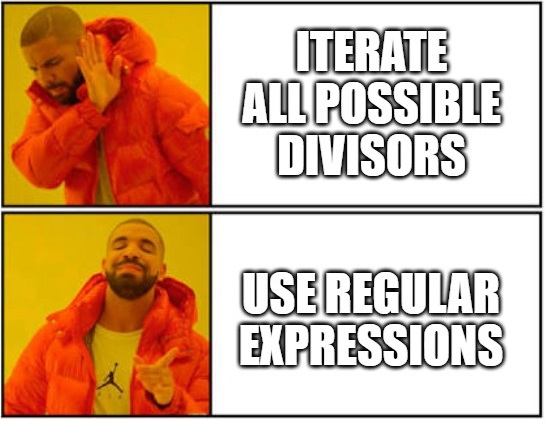 ITERATE
ALL POSSIBLE
DIVISORS
USE REGULAR
EXPRESSIONS